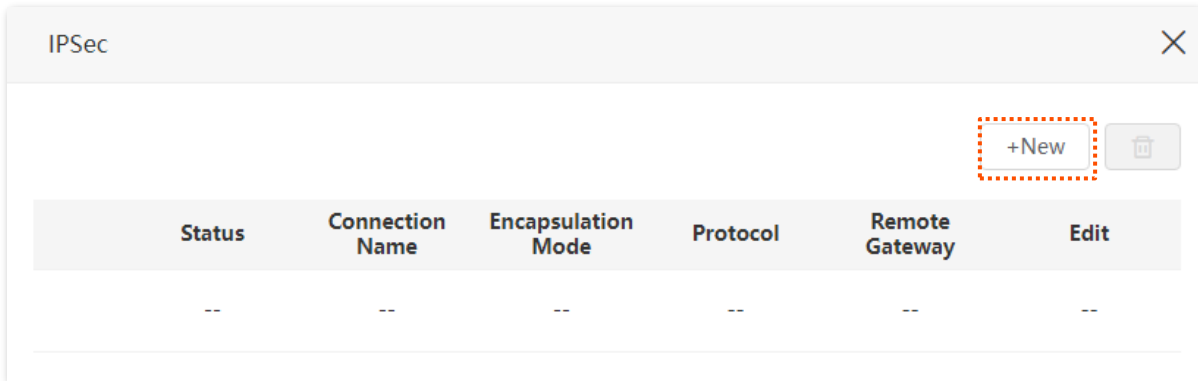 IPSec
+New
Status Connection Name Encapsulation Mode Protocol Remote Gateway Edit
-- -- -- -- -- --